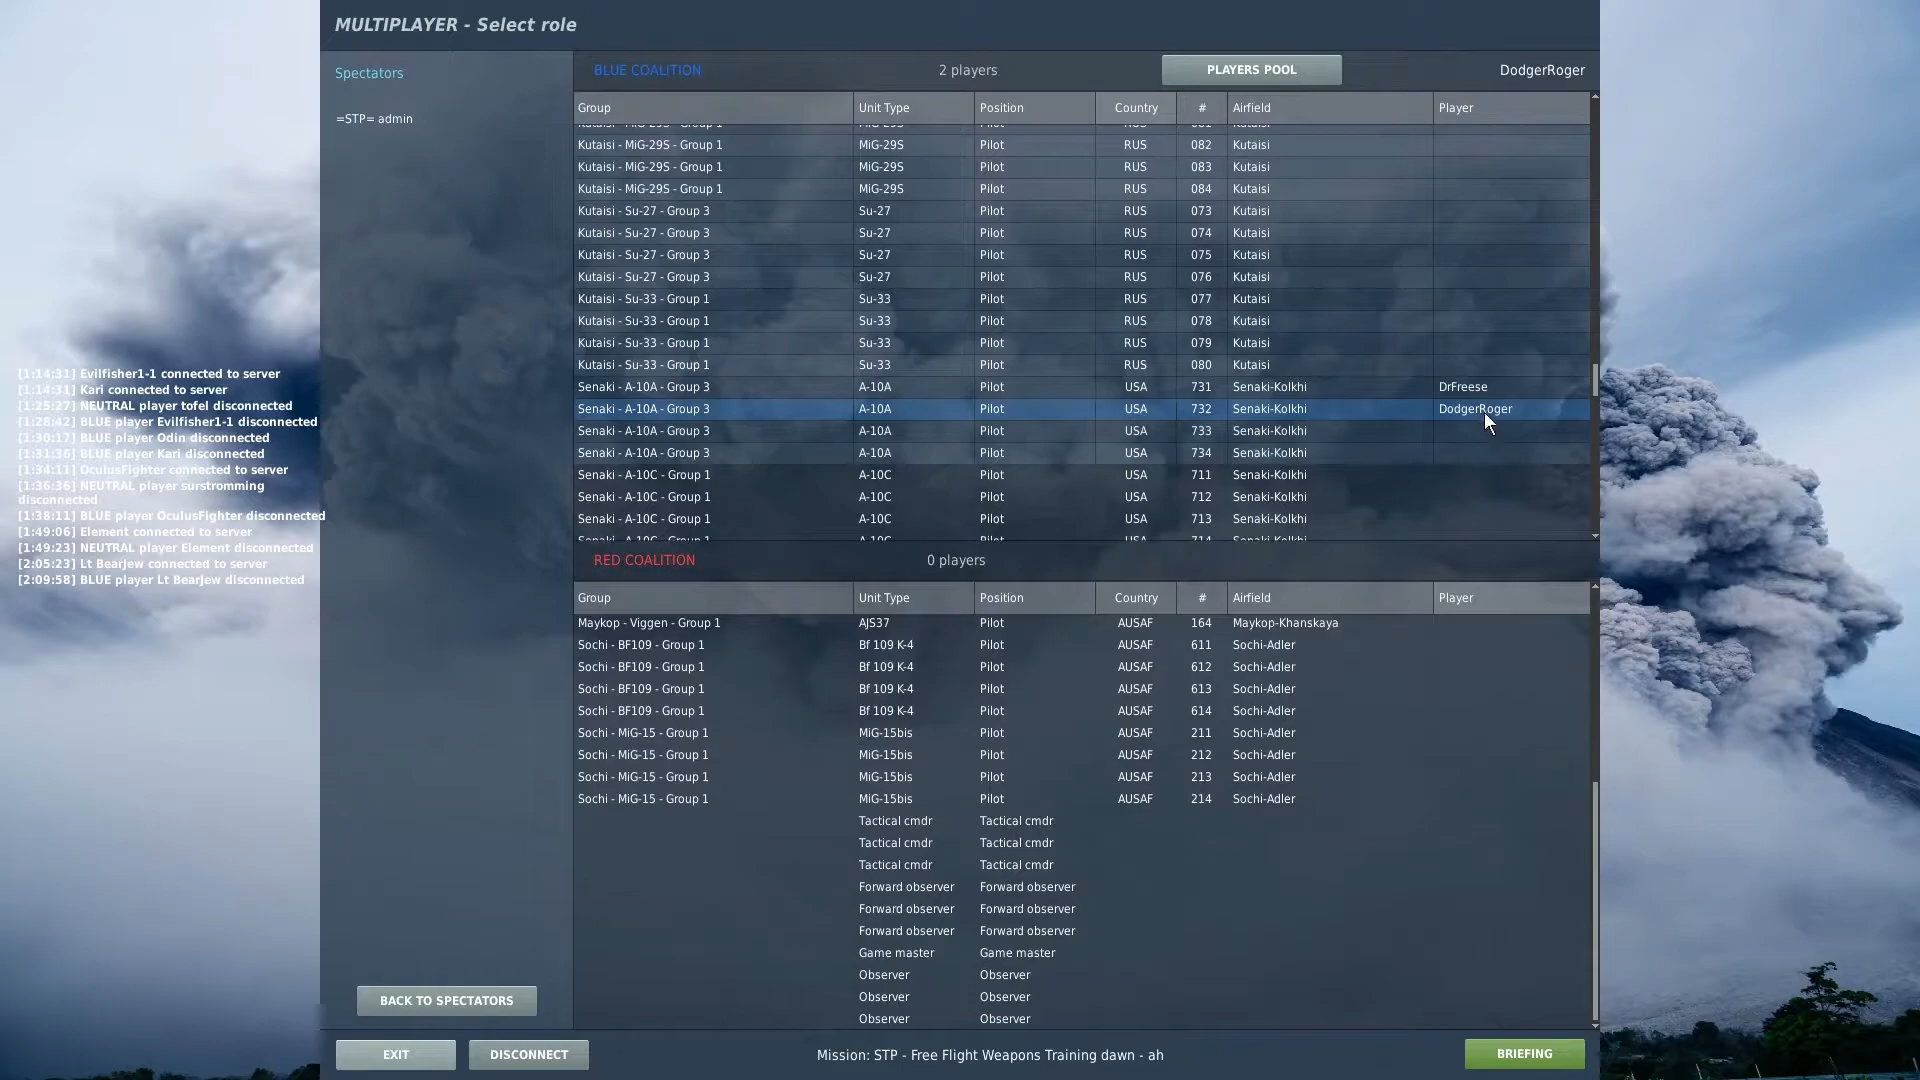 MULTIPLAYER - Select role
Spectators
=STP= admin
[1:14:31] Evilfisher1-1 connected to server
[1:14:31] Kari connected to server
[1:25:27] NEUTRAL player tofel disconnected
[1:28:42] BLUE player Evilfisher1-1 disconnected
[1:30:17] BLUE player Odin disconnected
[1:31:36] BLUE player Kari disconnected
[1:34:11] OculusFighter connected to server
[1:36:36] NEUTRAL player surstromming
disconnected
[1:38:11] BLUE player OculusFighter disconnected
[1:49:06] Element connected to server
[1:49:23] NEUTRAL player Element disconnected
[2:05:23] Lt BearJew connected to server
[2:09:58] BLUE player Lt BearJew disconnected
BLUE COALITION 2 players PLAYERS POOL DodgerRoger
Group Unit Type Position Country # Airfield Player
Kutaisi - MiG-29S - Group 1 MiG-29S Pilot RUS 081 Kutaisi
Kutaisi - MiG-29S - Group 1 MiG-29S Pilot RUS 082 Kutaisi
Kutaisi - MiG-29S - Group 1 MiG-29S Pilot RUS 083 Kutaisi
Kutaisi - MiG-29S - Group 1 MiG-29S Pilot RUS 084 Kutaisi
Kutaisi - Su-27 - Group 3 Su-27 Pilot RUS 073 Kutaisi
Kutaisi - Su-27 - Group 3 Su-27 Pilot RUS 074 Kutaisi
Kutaisi - Su-27 - Group 3 Su-27 Pilot RUS 075 Kutaisi
Kutaisi - Su-27 - Group 3 Su-27 Pilot RUS 076 Kutaisi
Kutaisi - Su-33 - Group 1 Su-33 Pilot RUS 077 Kutaisi
Kutaisi - Su-33 - Group 1 Su-33 Pilot RUS 078 Kutaisi
Kutaisi - Su-33 - Group 1 Su-33 Pilot RUS 079 Kutaisi
Kutaisi - Su-33 - Group 1 Su-33 Pilot RUS 080 Kutaisi
Senaki - A-10A - Group 3 A-10A Pilot USA 731 Senaki-Kolkhi DrFreese
Senaki - A-10A - Group 3 A-10A Pilot USA 732 Senaki-Kolkhi DodgerRoger
Senaki - A-10A - Group 3 A-10A Pilot USA 733 Senaki-Kolkhi
Senaki - A-10A - Group 3 A-10A Pilot USA 734 Senaki-Kolkhi
Senaki - A-10C - Group 1 A-10C Pilot USA 711 Senaki-Kolkhi
Senaki - A-10C - Group 1 A-10C Pilot USA 712 Senaki-Kolkhi
Senaki - A-10C - Group 1 A-10C Pilot USA 713 Senaki-Kolkhi
Senaki - A-10C - Group 1 A-10C Pilot USA 714 Senaki-Kolkhi
RED COALITION 0 players
Group Unit Type Position Country # Airfield Player
Maykop - Viggen - Group 1 AJS37 Pilot AUSAF 164 Maykop-Khanskaya
Sochi - BF109 - Group 1 Bf 109 K-4 Pilot AUSAF 611 Sochi-Adler
Sochi - BF109 - Group 1 Bf 109 K-4 Pilot AUSAF 612 Sochi-Adler
Sochi - BF109 - Group 1 Bf 109 K-4 Pilot AUSAF 613 Sochi-Adler
Sochi - BF109 - Group 1 Bf 109 K-4 Pilot AUSAF 614 Sochi-Adler
Sochi - MiG-15 - Group 1 MiG-15bis Pilot AUSAF 211 Sochi-Adler
Sochi - MiG-15 - Group 1 MiG-15bis Pilot AUSAF 212 Sochi-Adler
Sochi - MiG-15 - Group 1 MiG-15bis Pilot AUSAF 213 Sochi-Adler
Sochi - MiG-15 - Group 1 MiG-15bis Pilot AUSAF 214 Sochi-Adler
Tactical cmdr Tactical cmdr
Tactical cmdr Tactical cmdr
Tactical cmdr Tactical cmdr
Forward observer Forward observer
Forward observer Forward observer
Forward observer Forward observer
Game master Game master
Observer Observer
Observer Observer
Observer Observer
BACK TO SPECTATORS
EXIT DISCONNECT Mission: STP - Free Flight Weapons Training dawn - ah BRIEFING